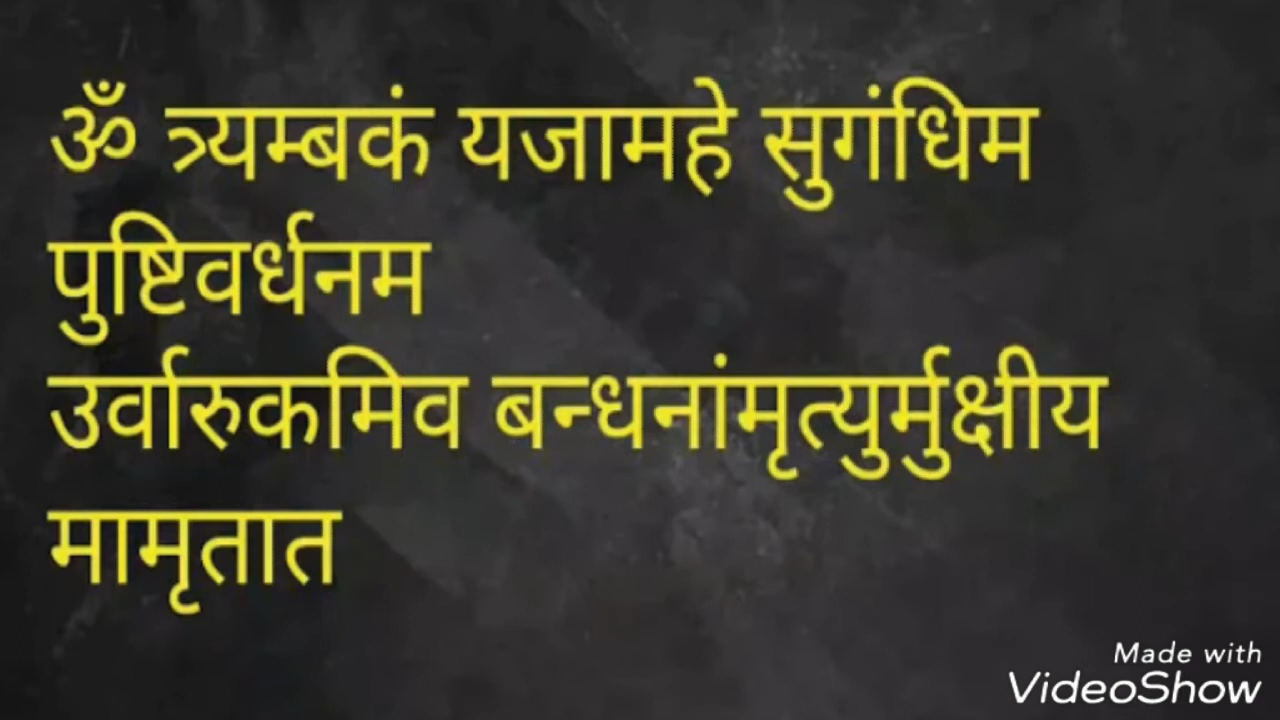 ॐ त्र्यम्बकं यजामहे सुगंधिम
पुष्टिवर्धनम
उर्वारुकमिव बन्धनांमृत्युर्मुक्षीय
मामृतात
Made with
VideoShow